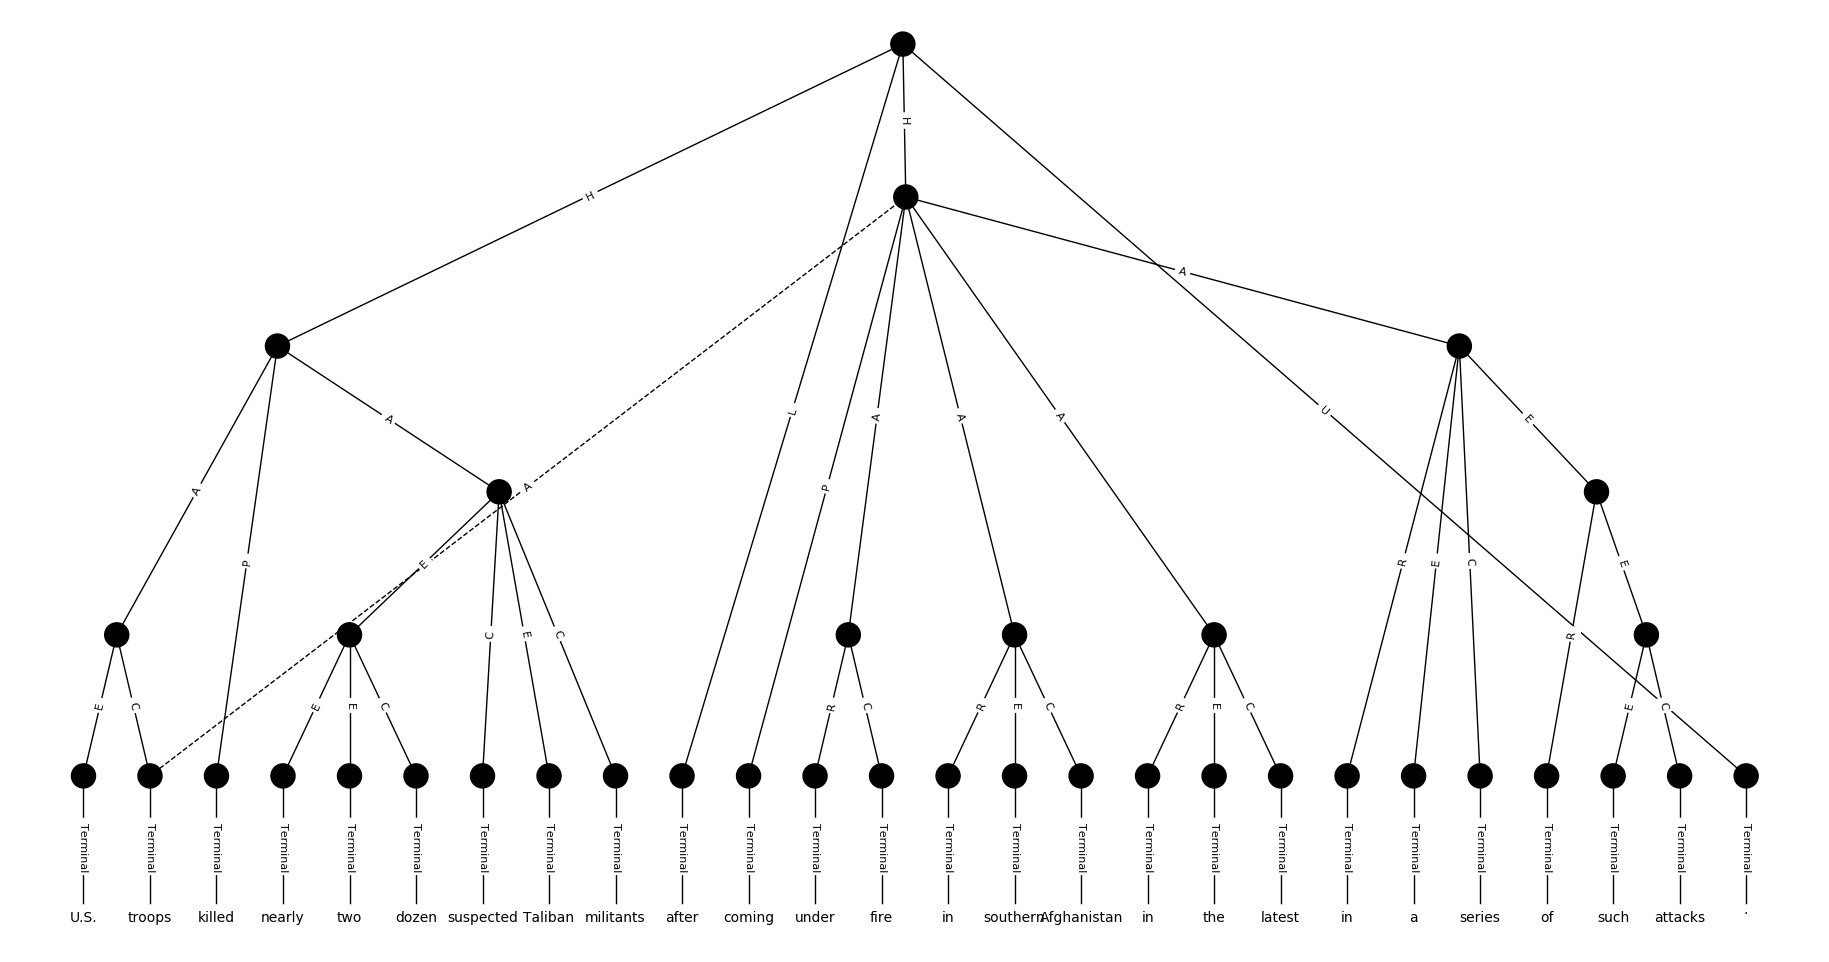 H
H
A
U
L
A
A
A
A
E
P
A
A
A
P
E
R
E
C
E
C
E
C
R
E
C
E
C
E
E
C
R
C
R
E
C
R
E
C
E
C
Terminal Terminal Terminal Terminal Terminal Terminal Terminal Terminal Terminal Terminal Terminal Terminal Terminal Terminal Terminal Terminal Terminal Terminal Terminal Terminal Terminal Terminal Terminal Terminal Terminal Terminal
U.S. troops killed nearly two dozen suspected Taliban militants after coming under fire in southern Afghanistan in the latest in a series of such attacks .